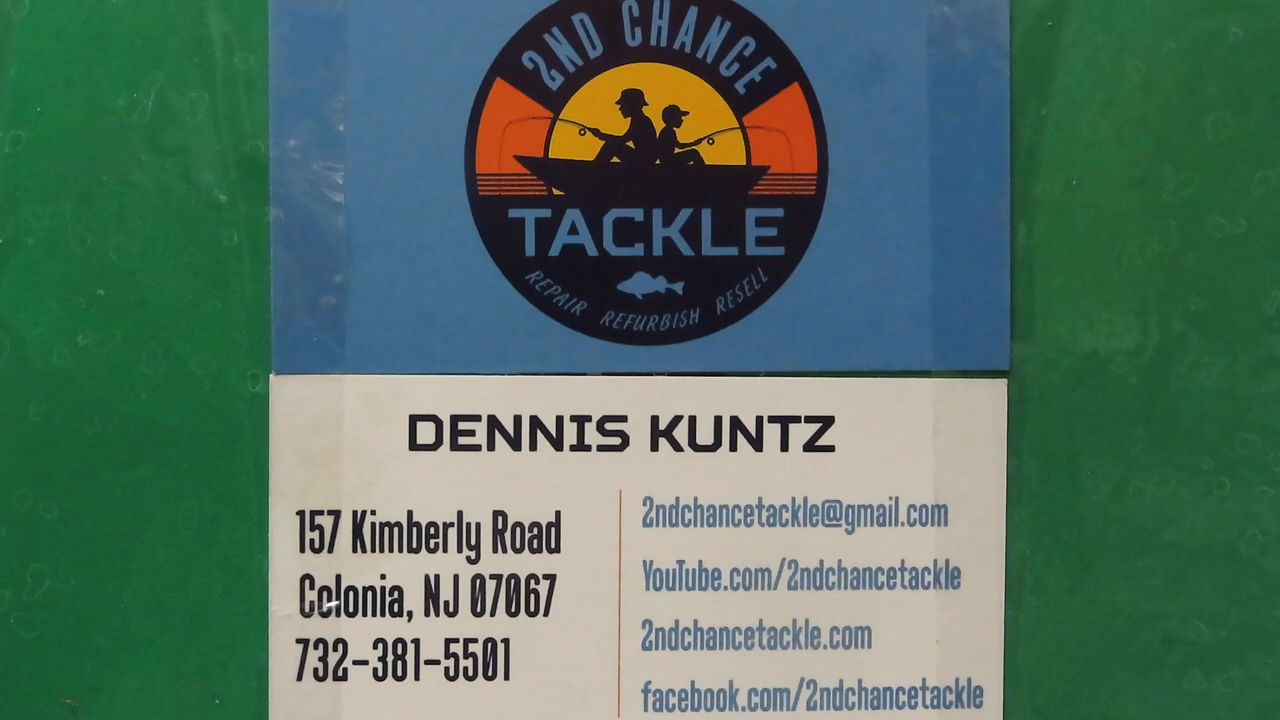 2ND CHANCE
TACKLE
REPAIR REFURBISH RESELL
DENNIS KUNTZ
157 Kimberly Road
Colonia, NJ 07067
732-381-5501
2ndchancetackle@gmail.com
YouTube.com/2ndchancetackle
2ndchancetackle.com
facebook.com/2ndchancetackle